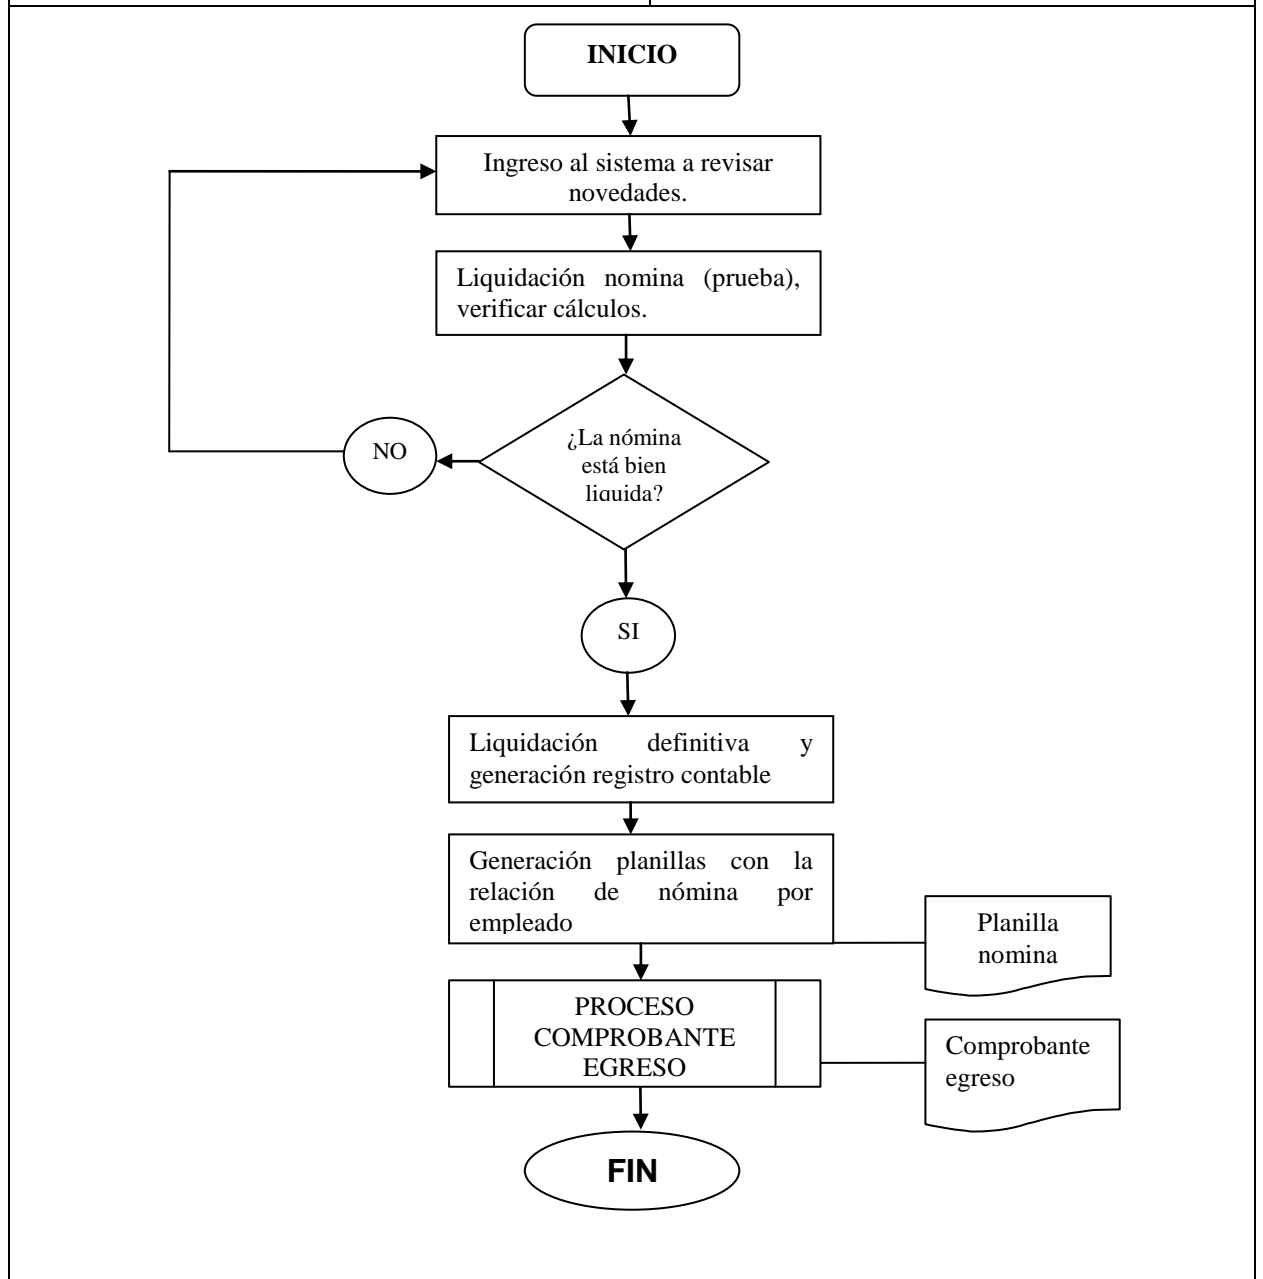 INICIO
Ingreso al sistema a revisar
novedades.
Liquidación nomina (prueba),
verificar cálculos.
¿La nómina
está bien
liquida?
NO
SI
Liquidación definitiva y
generación registro contable
Generación planillas con la
relación de nómina por
empleado
Planilla
nomina
PROCESO
COMPROBANTE
EGRESO
Comprobante
egreso
FIN